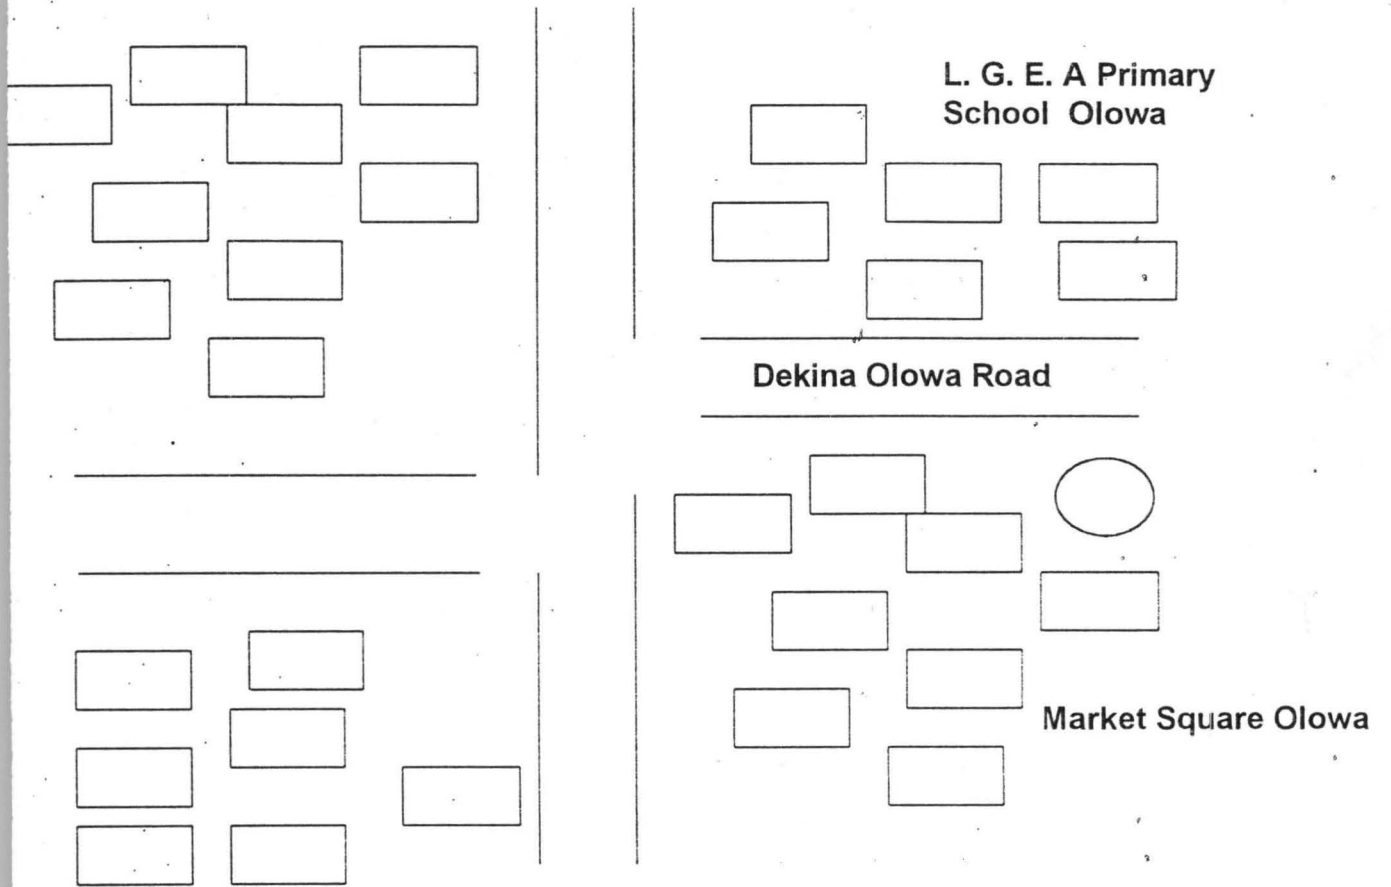 L. G. E. A Primary
School Olowa
Dekina Olowa Road
Market Square Olowa